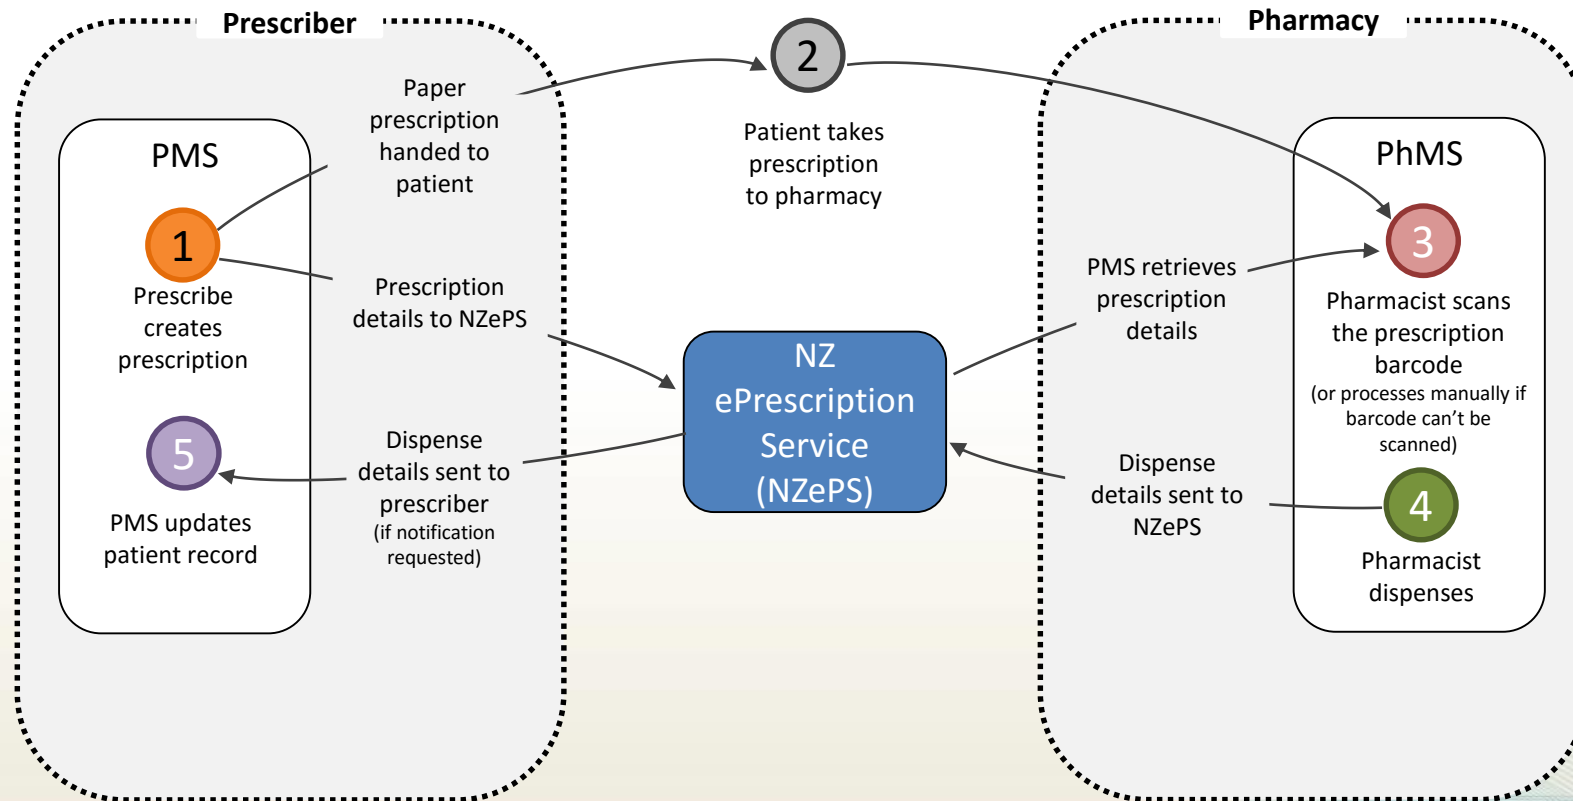 Prescriber
Pharmacy
PMS
1
Prescribe
creates
prescription
5
PMS updates
patient record
Paper
prescription
handed to
patient
Prescription
details to NZePS
Dispense
details sent to
prescriber
(if notification
requested)
2
Patient takes
prescription
to pharmacy
NZ
ePrescription
Service
(NZePS)
PMS retrieves
prescription
details
Dispense
details sent to
NZePS
PhMS
3
Pharmacist scans
the prescription
barcode
(or processes manually if
barcode can't be
scanned)
4
Pharmacist
dispenses